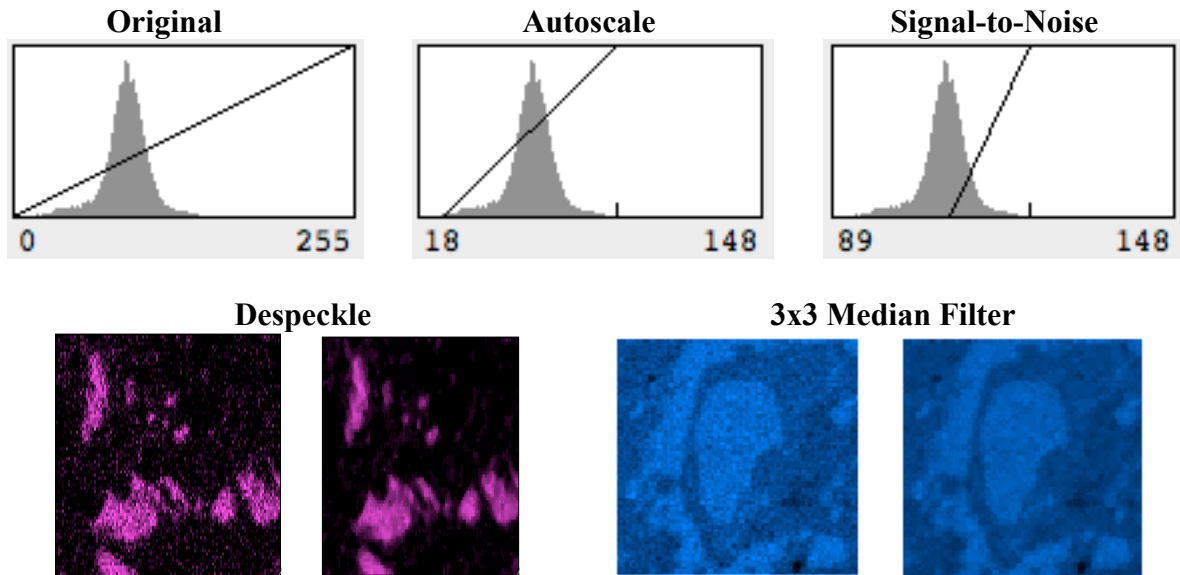 Original Autoscale Signal-to-Noise
0 255 18 148 89 148
Despeckle 3x3 Median Filter